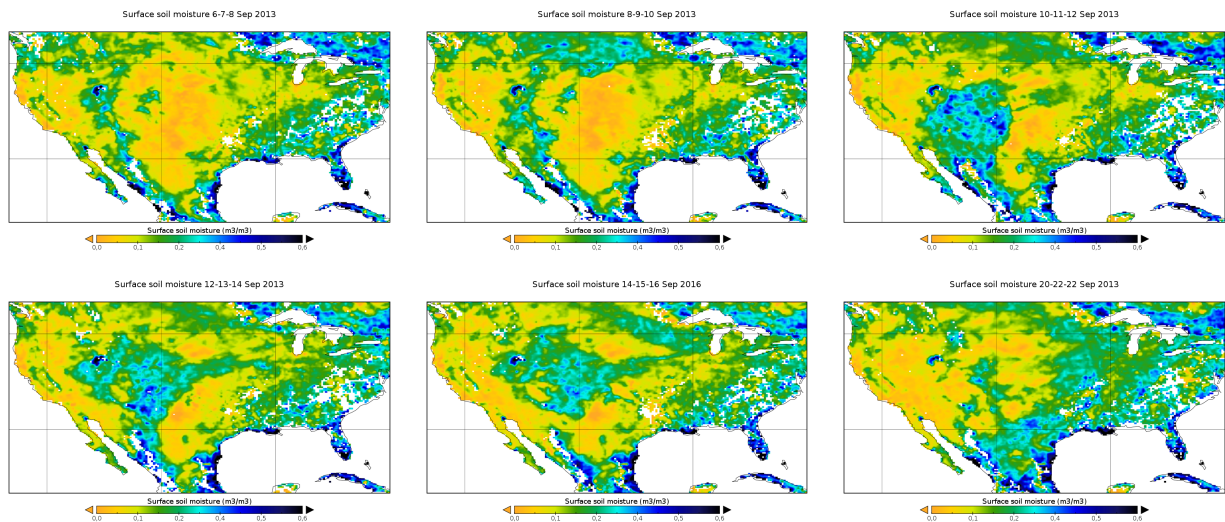 Surface soil moisture 6-7-8 Sep 2013
Surface soil moisture 8-9-10 Sep 2013
Surface soil moisture 10-11-12 Sep 2013
Surface soil moisture (m3/m3)
0.0 0.1 0.2 0.3 0.4 0.5 0.6
Surface soil moisture (m3/m3)
0.0 0.1 0.2 0.3 0.4 0.5 0.6
Surface soil moisture (m3/m3)
0.0 0.1 0.2 0.3 0.4 0.5 0.6
Surface soil moisture 12-13-14 Sep 2013
Surface soil moisture 14-15-16 Sep 2016
Surface soil moisture 20-22-22 Sep 2013
Surface soil moisture (m3/m3)
0.0 0.1 0.2 0.3 0.4 0.5 0.6
Surface soil moisture (m3/m3)
0.0 0.1 0.2 0.3 0.4 0.5 0.6
Surface soil moisture (m3/m3)
0.0 0.1 0.2 0.3 0.4 0.5 0.6